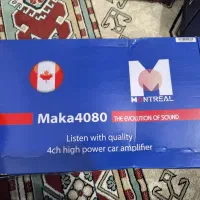 M
MONTREAL
Maka4080
THE EVOLUTION OF SOUND
Listen with quality
4ch high power car amplifier